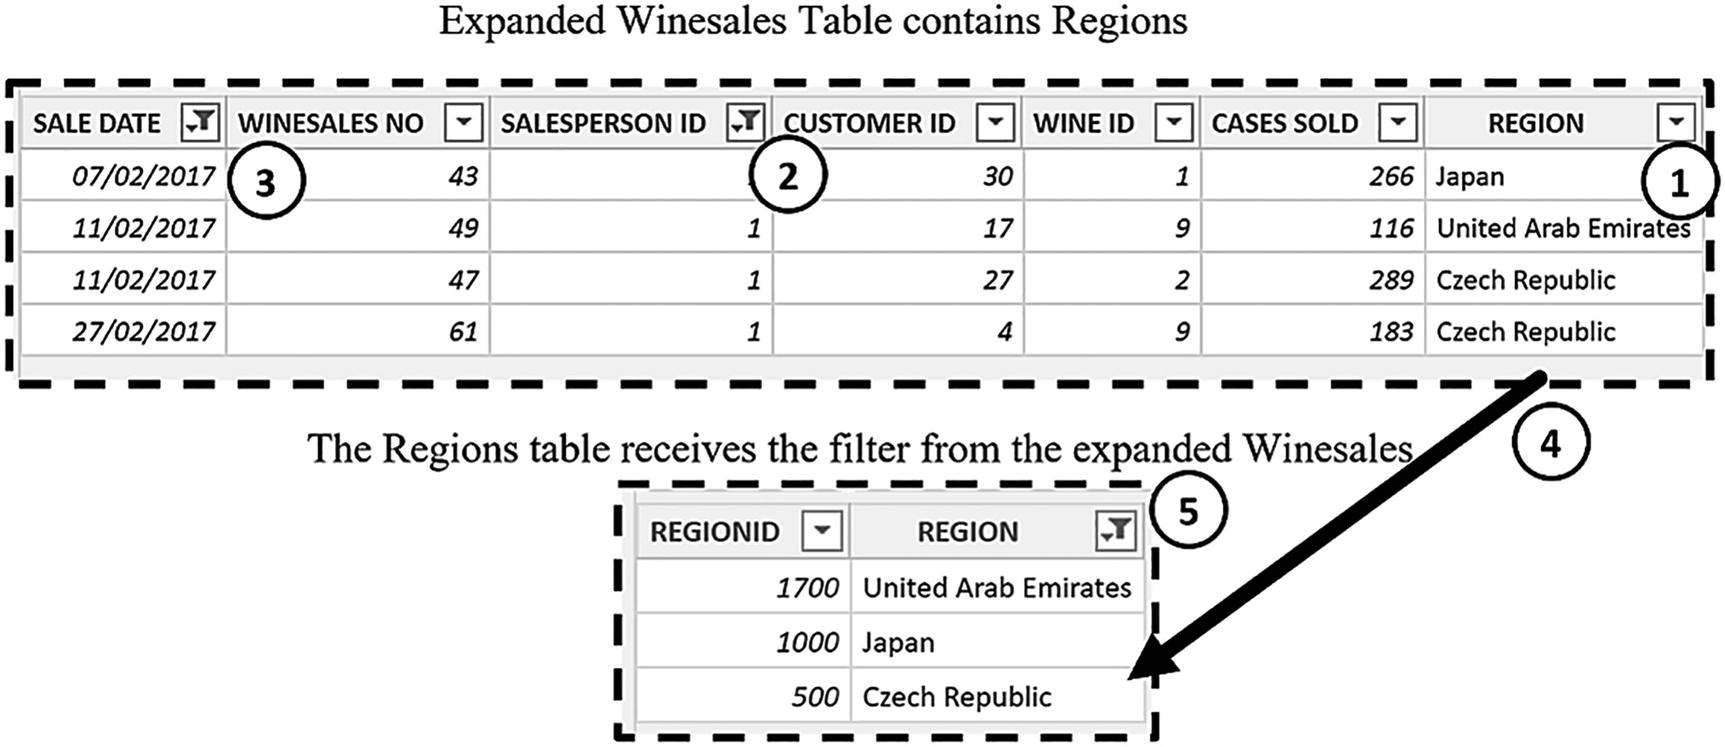 Expanded Winesales Table contains Regions
SALE DATE WINESALES NO SALESPERSON ID CUSTOMER ID WINE ID CASES SOLD REGION
07/02/2017 3 43 2 30 1 266 Japan 1
11/02/2017 49 1 17 9 116 United Arab Emirates
11/02/2017 47 1 27 2 289 Czech Republic
27/02/2017 61 1 4 9 183 Czech Republic
4
The Regions table receives the filter from the expanded Winesales
5
REGIONID REGION
1700 United Arab Emirates
1000 Japan
500 Czech Republic